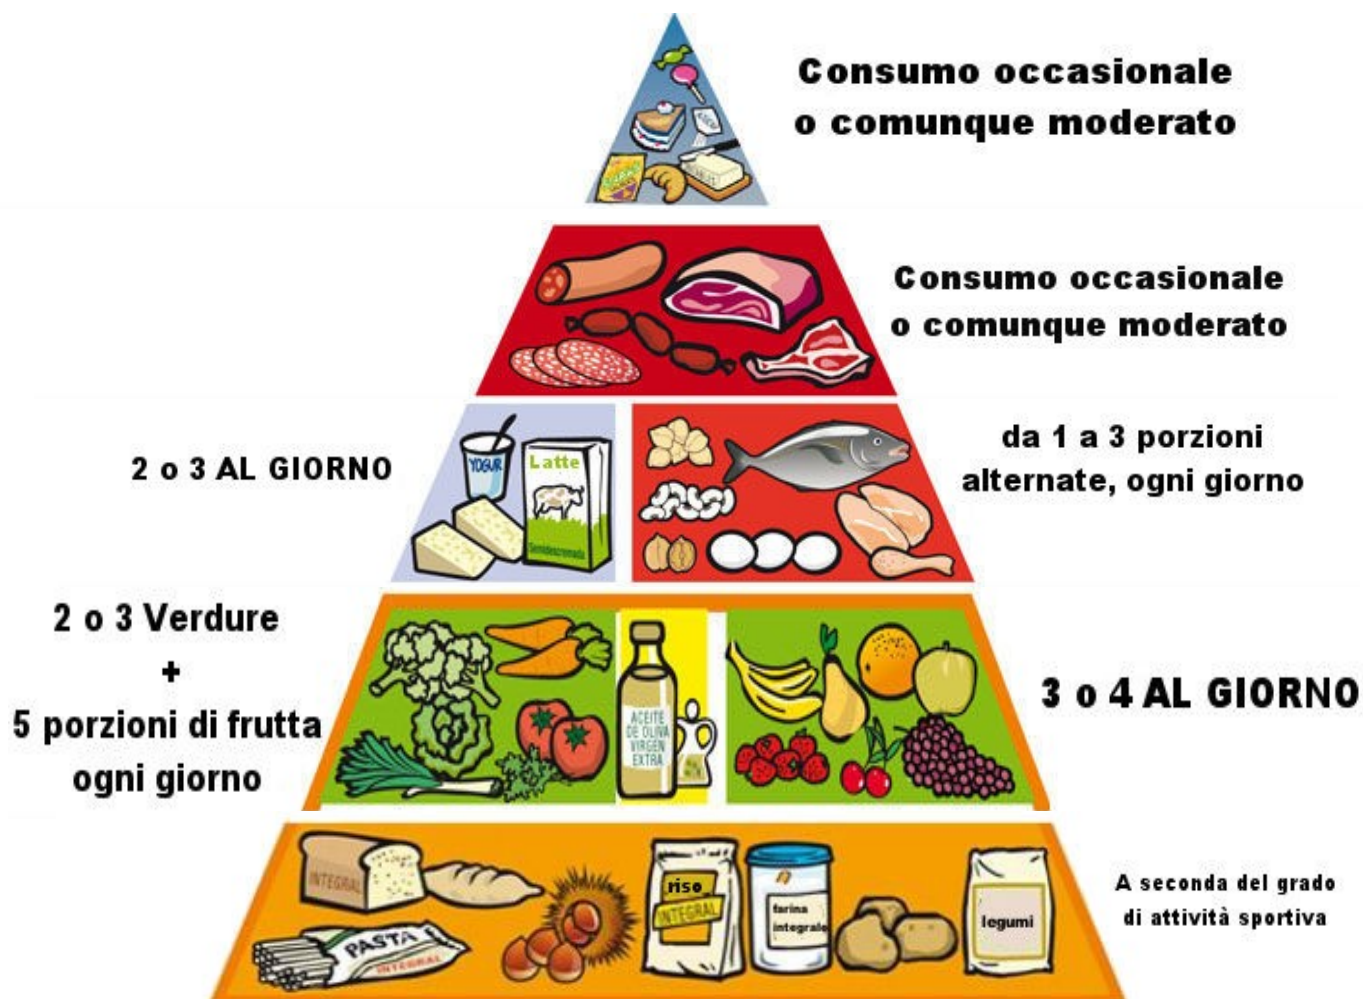 Consumo occasionale
o comunque moderato
Consumo occasionale
o comunque moderato
2 o 3 AL GIORNO
YOGUR
Latte
Semidescremada
da 1 a 3 porzioni
alternate, ogni giorno
2 o 3 Verdure
+
5 porzioni di frutta
ogni giorno
ACEITE
DE OLIVA
VIRGEN
EXTRA
3 o 4 AL GIORNO
INTEGRAL
PASTA
INTEGRAL
riso
INTEGRAL
farina
integrale
legumi
A seconda del grado
di attività sportiva